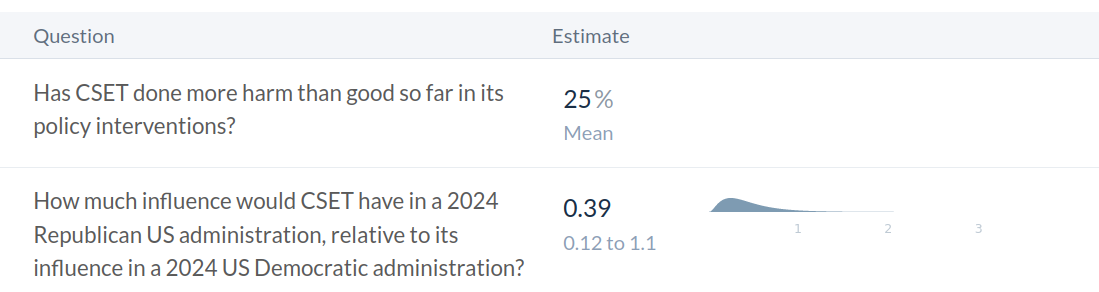 Question Estimate
Has CSET done more harm than good so far in its
policy interventions?
25%
Mean
How much influence would CSET have in a 2024
Republican US administration, relative to its
influence in a 2024 US Democratic administration?
0.39
0.12 to 1.1
1 2 3